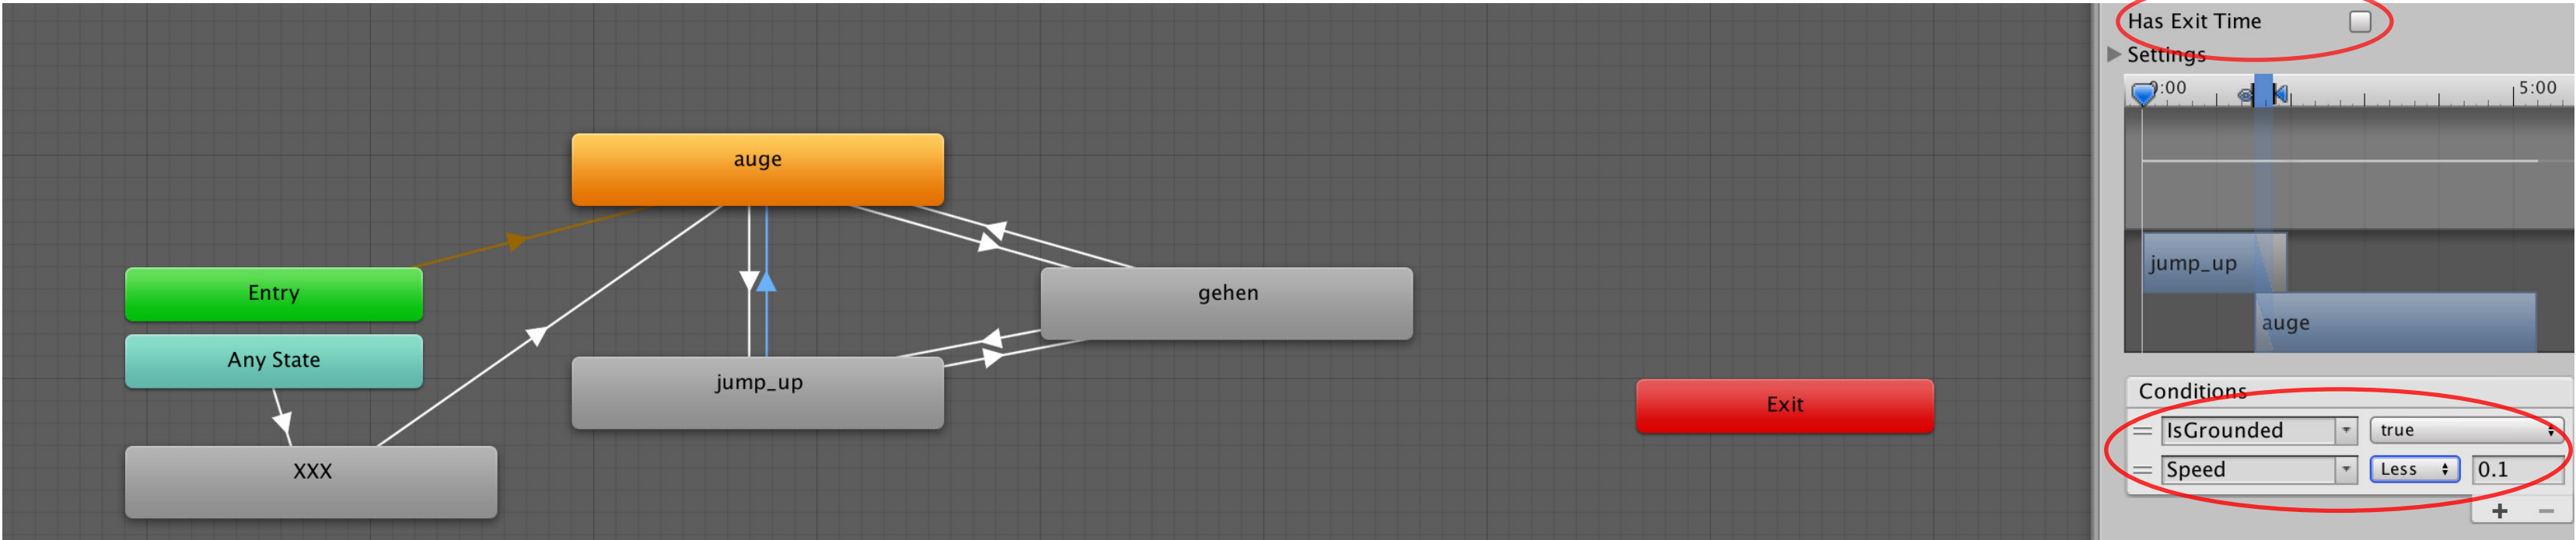 auge
Entry
Any State
XXX
jump_up
gehen
Exit
Has Exit Time
Settings
0:00 5:00
jump_up
auge
Conditions
IsGrounded true
Speed Less 0.1
+ −